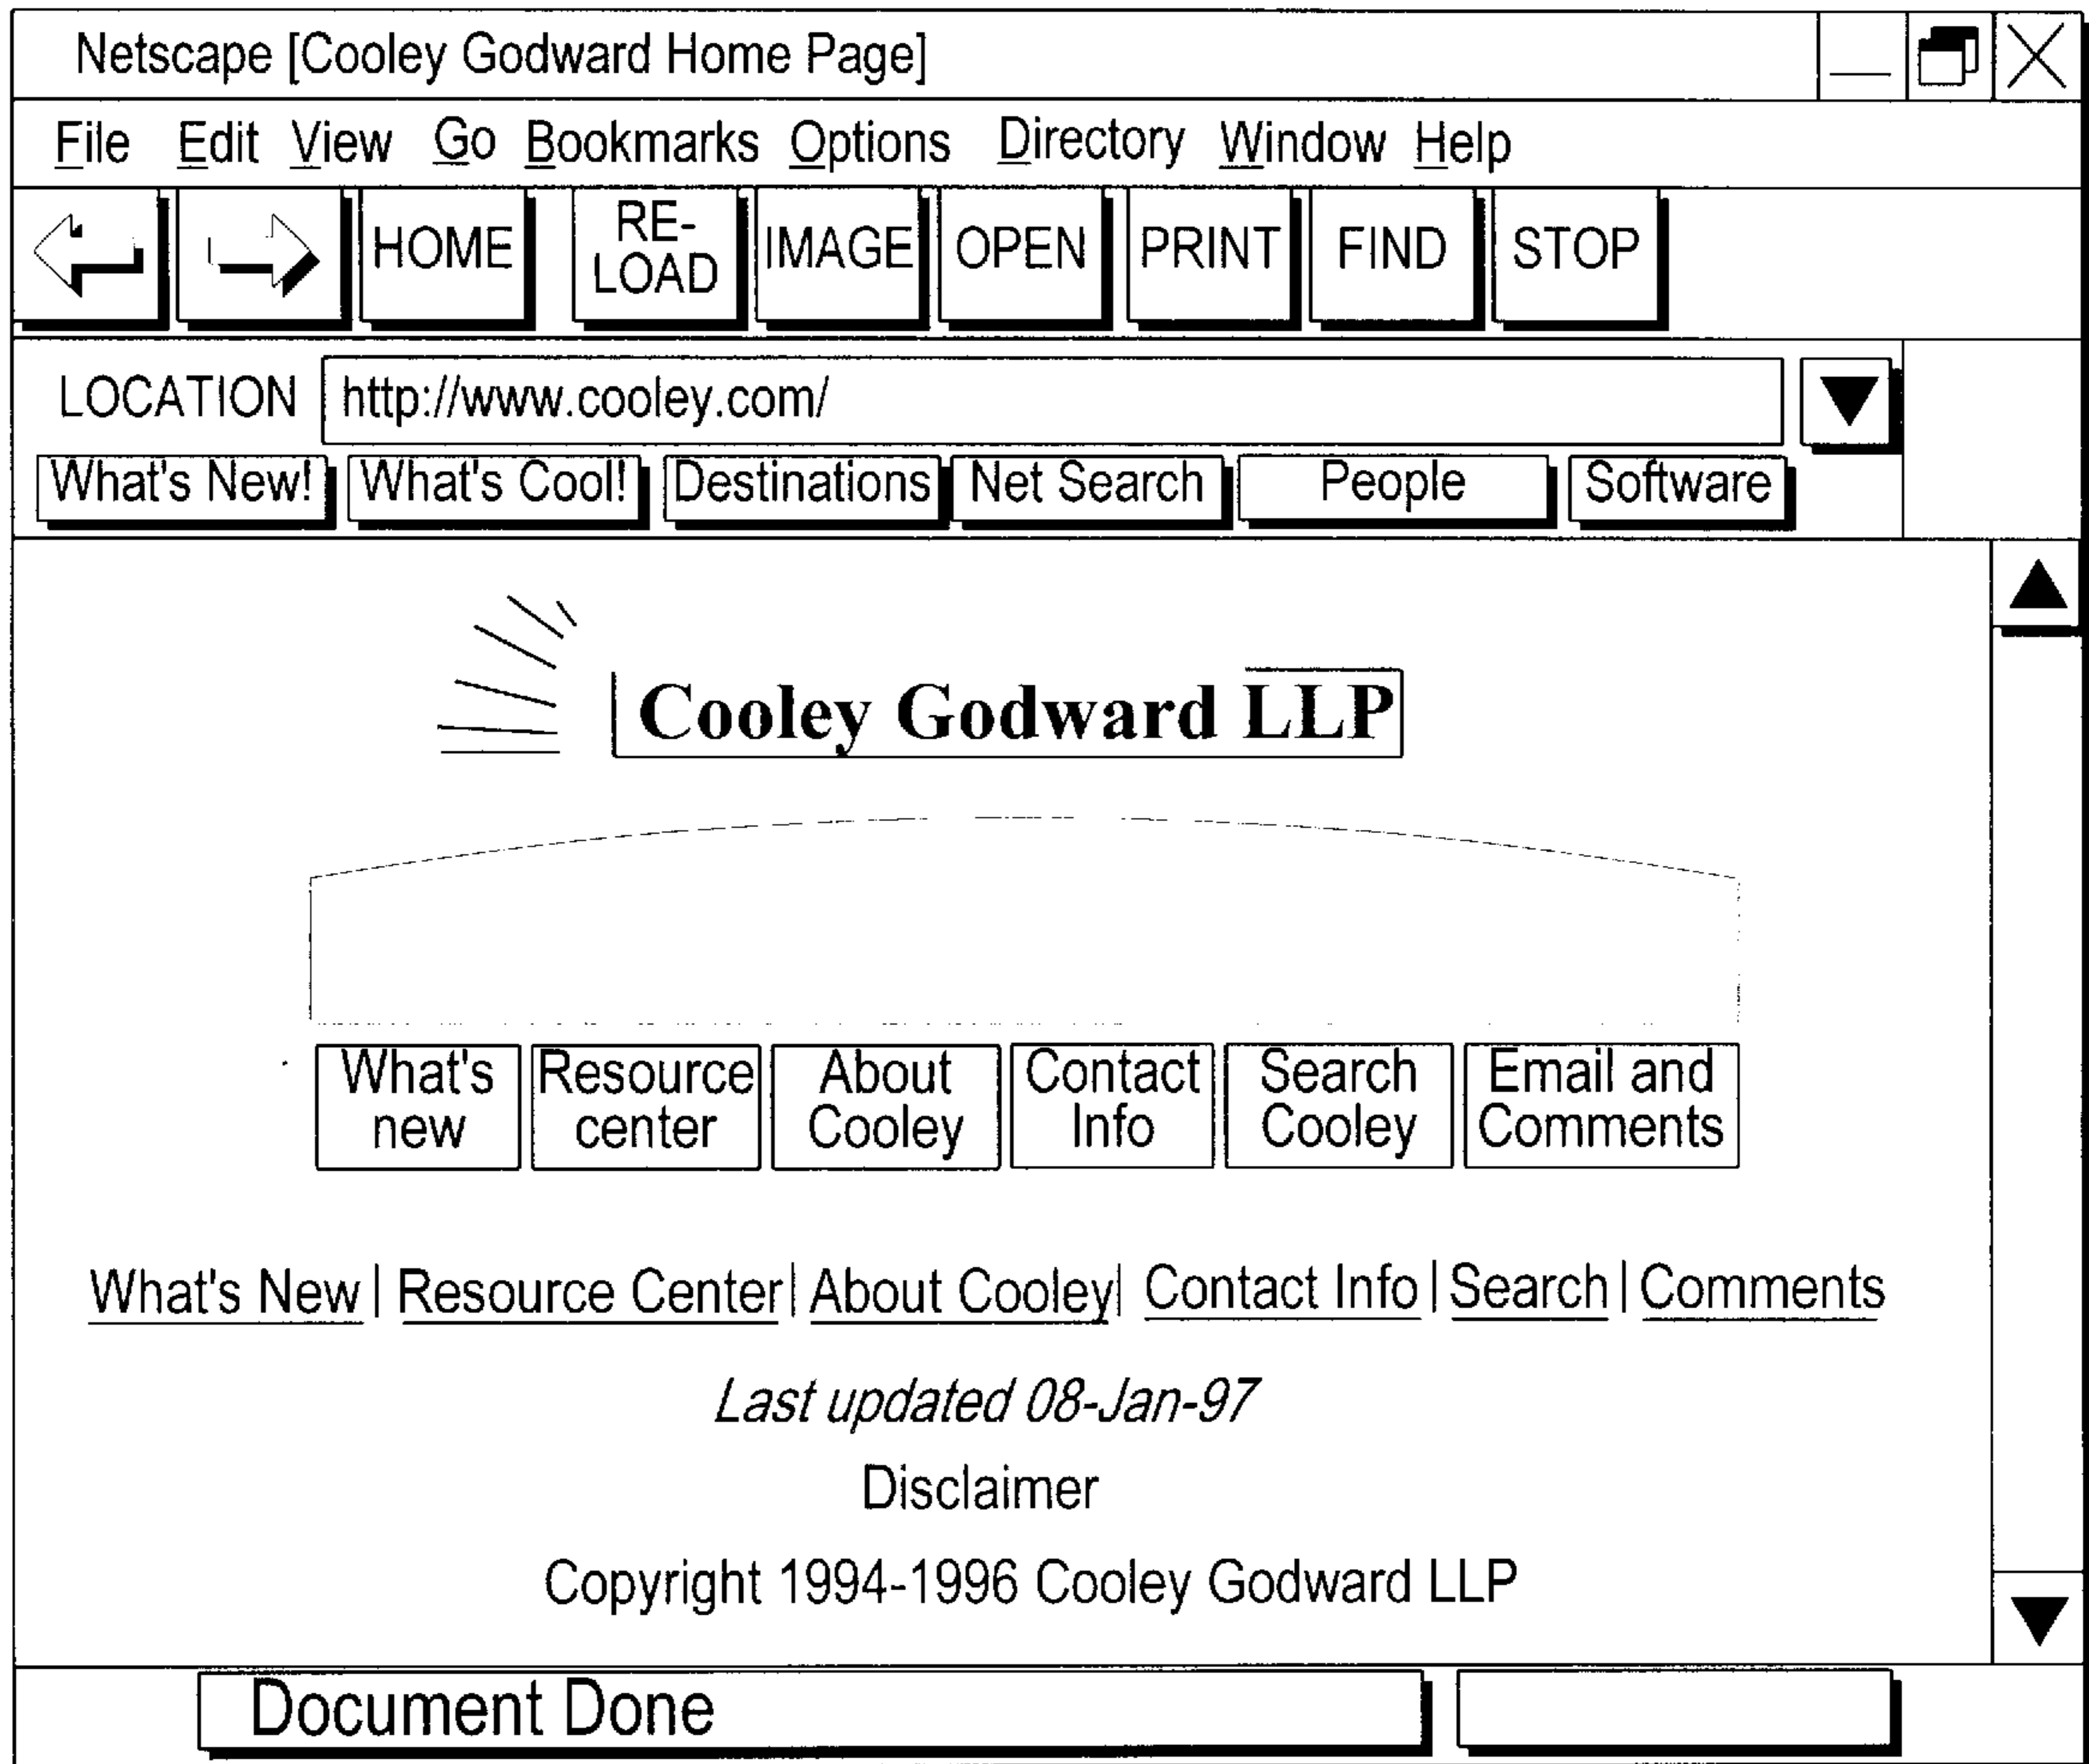 Netscape [Cooley Godward Home Page]
File Edit View Go Bookmarks Options Directory Window Help
HOME RE-LOAD IMAGE OPEN PRINT FIND STOP
LOCATION http://www.cooley.com/
What's New! What's Cool! Destinations Net Search People Software
Cooley Godward LLP
What's new Resource center About Cooley Contact Info Search Cooley Email and Comments
What's New | Resource Center | About Cooley | Contact Info | Search | Comments
Last updated 08-Jan-97
Disclaimer
Copyright 1994-1996 Cooley Godward LLP
Document Done